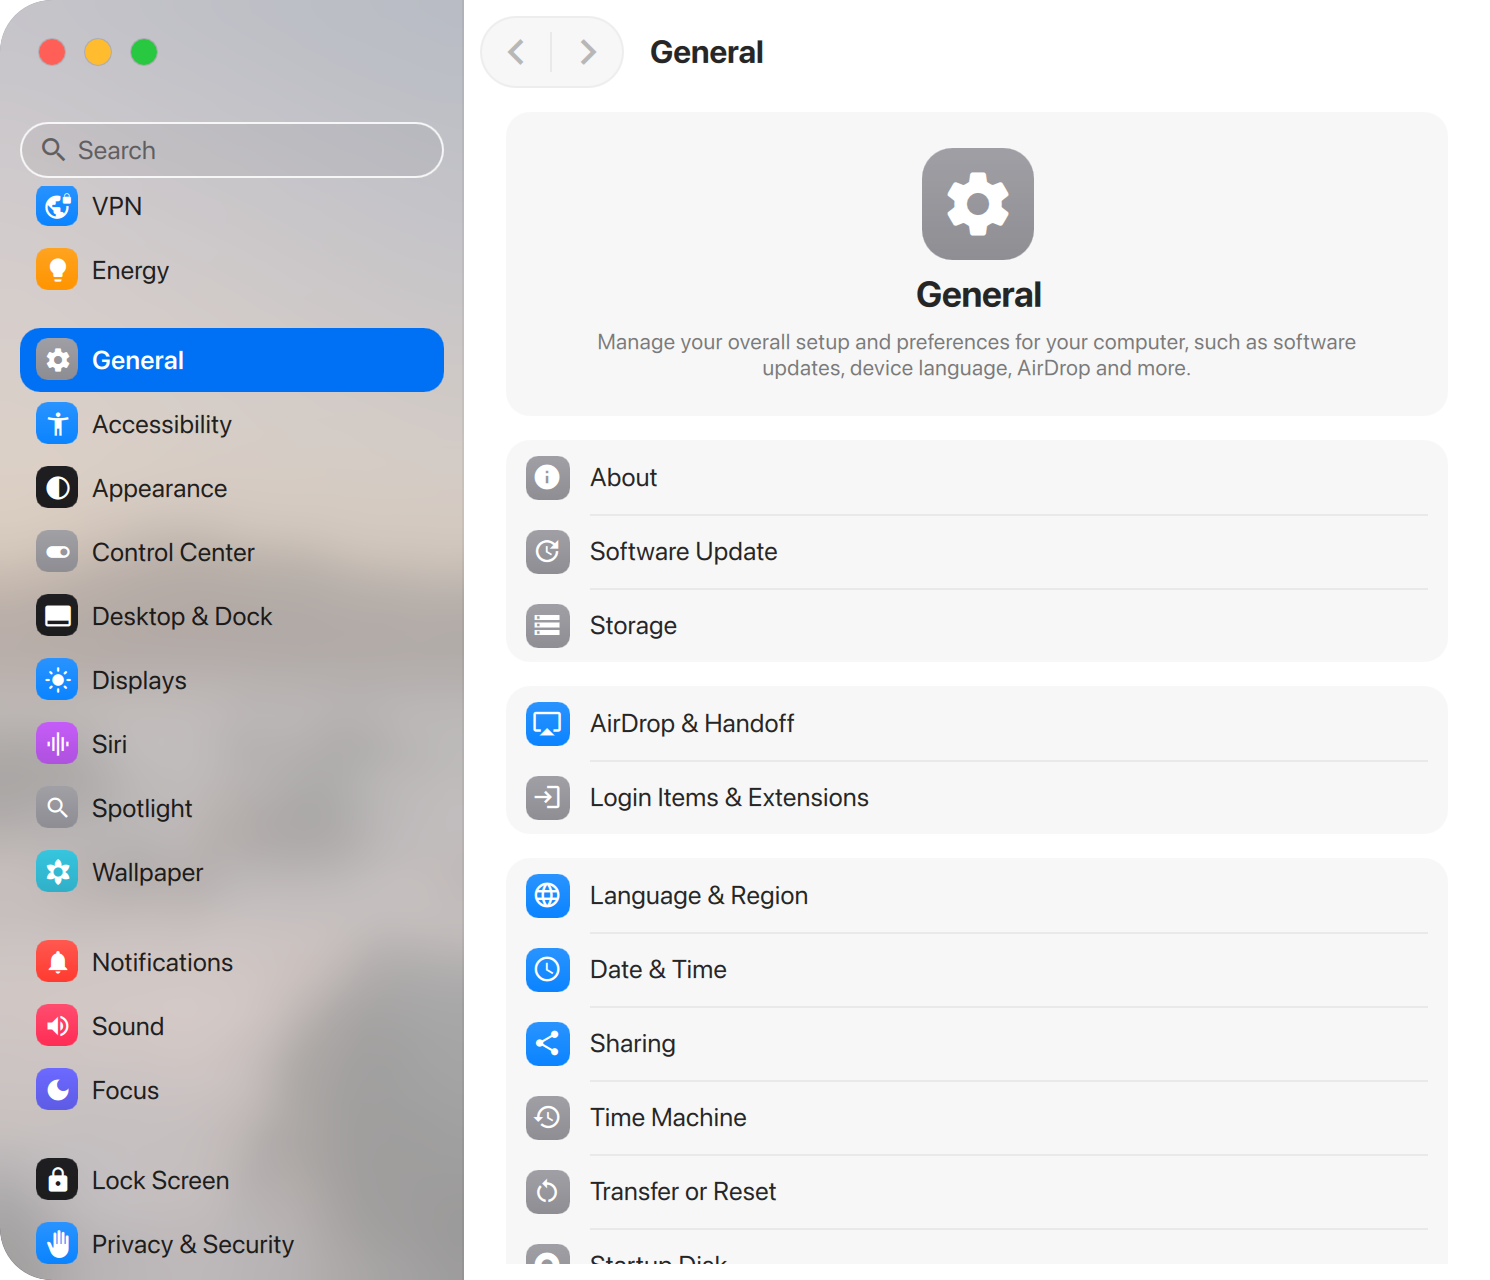 Search
VPN
Energy
General
Accessibility
Appearance
Control Center
Desktop & Dock
Displays
Siri
Spotlight
Wallpaper
Notifications
Sound
Focus
Lock Screen
Privacy & Security
General
General
Manage your overall setup and preferences for your computer, such as software
updates, device language, AirDrop and more.
About
Software Update
Storage
AirDrop & Handoff
Login Items & Extensions
Language & Region
Date & Time
Sharing
Time Machine
Transfer or Reset
Startup Disk